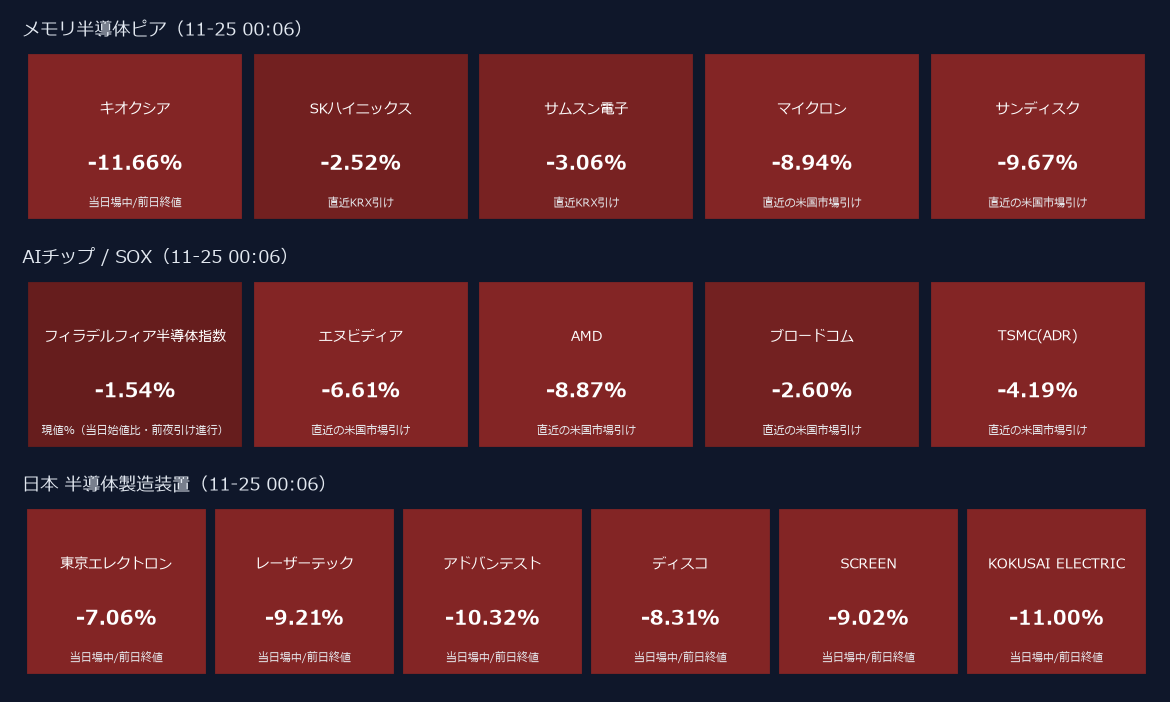 メモリ半導体ピア（11-25 00:06）
キオクシア
-11.66%
当日場中/前日終値
SKハイニックス
-2.52%
直近KRX引け
サムスン電子
-3.06%
直近KRX引け
マイクロン
-8.94%
直近の米国市場引け
サンディスク
-9.67%
直近の米国市場引け
AIチップ / SOX（11-25 00:06）
フィラデルフィア半導体指数
-1.54%
現値%（当日始値比・前夜引け進行）
エヌビディア
-6.61%
直近の米国市場引け
AMD
-8.87%
直近の米国市場引け
ブロードコム
-2.60%
直近の米国市場引け
TSMC(ADR)
-4.19%
直近の米国市場引け
日本 半導体製造装置（11-25 00:06）
東京エレクトロン
-7.06%
当日場中/前日終値
レーザーテック
-9.21%
当日場中/前日終値
アドバンテスト
-10.32%
当日場中/前日終値
ディスコ
-8.31%
当日場中/前日終値
SCREEN
-9.02%
当日場中/前日終値
KOKUSAI ELECTRIC
-11.00%
当日場中/前日終値